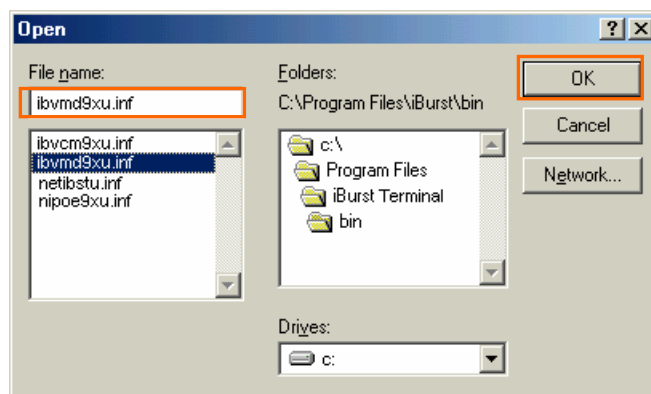 Open
File name:
ibvmd9xu.inf
ibvcm9xu.inf
ibvmd9xu.inf
netibstu.inf
nipoe9xu.inf
Folders:
C:\Program Files\iBurst\bin
c:\
Program Files
iBurst Terminal
bin
Drives:
c:
OK
Cancel
Network...